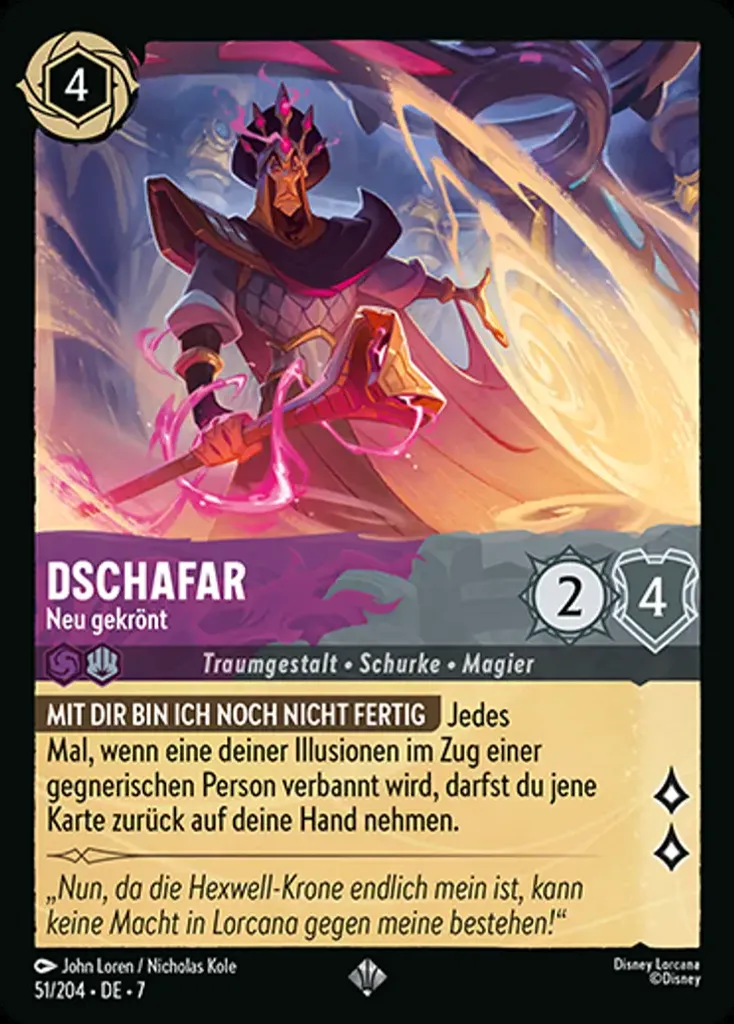 4
DSCHAFAR
Neu gekrönt
2
4
Traumgestalt • Schurke • Magier
MIT DIR BIN ICH NOCH NICHT FERTIG Jedes
Mal, wenn eine deiner Illusionen im Zug einer
gegnerischen Person verbannt wird, darfst du jene
Karte zurück auf deine Hand nehmen.
„Nun, da die Hexwell-Krone endlich mein ist, kann
keine Macht in Lorcana gegen meine bestehen!“
John Loren / Nicholas Kole
51/204 • DE • 7
Disney Lorcana
©Disney